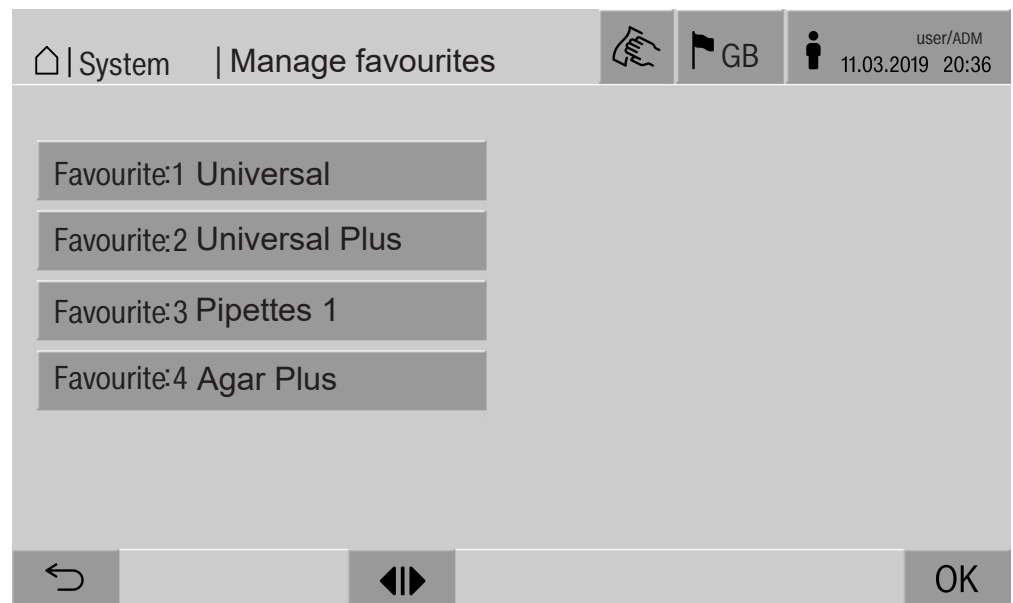 | System | Manage favourites
GB
user/ADM
11.03.2019 20:36
Favourite:1 Universal
Favourite:2 Universal Plus
Favourite:3 Pipettes 1
Favourite:4 Agar Plus
OK